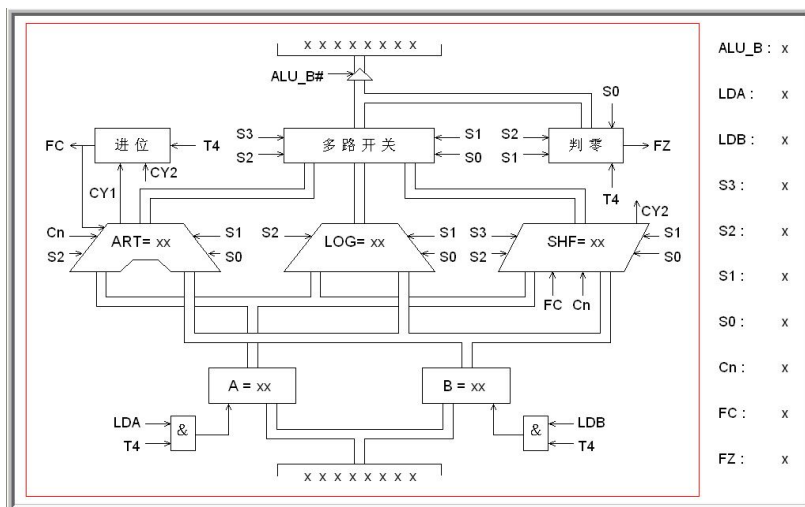 X X X X X X X X
ALU_B#
S0
FC
进位
T4
S3
S2
多路开关
S1
S0
S2
S1
判零
FZ
CY1
CY2
T4
CY2
Cn
S2
ART= xx
S1
S0
S2
LOG= xx
S1
S0
S3
S2
SHF= xx
S1
S0
FC
Cn
A = xx
B = xx
LDA
T4
&
&
LDB
T4
X X X X X X X X
ALU_B : x
LDA : x
LDB : x
S3 : x
S2 : x
S1 : x
S0 : x
Cn : x
FC : x
FZ : x